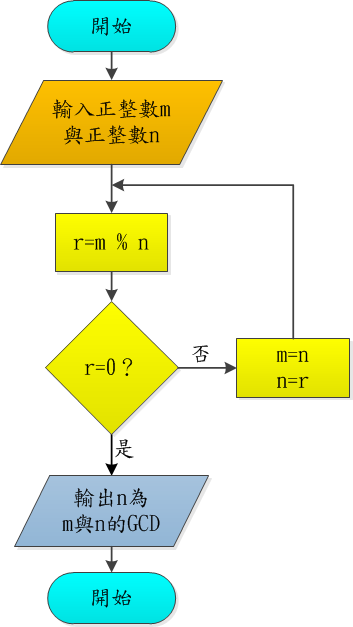 開始
輸入正整數m
與正整數n
r=m % n
r=0？
否
m=n
n=r
是
輸出n為
m與n的GCD
開始